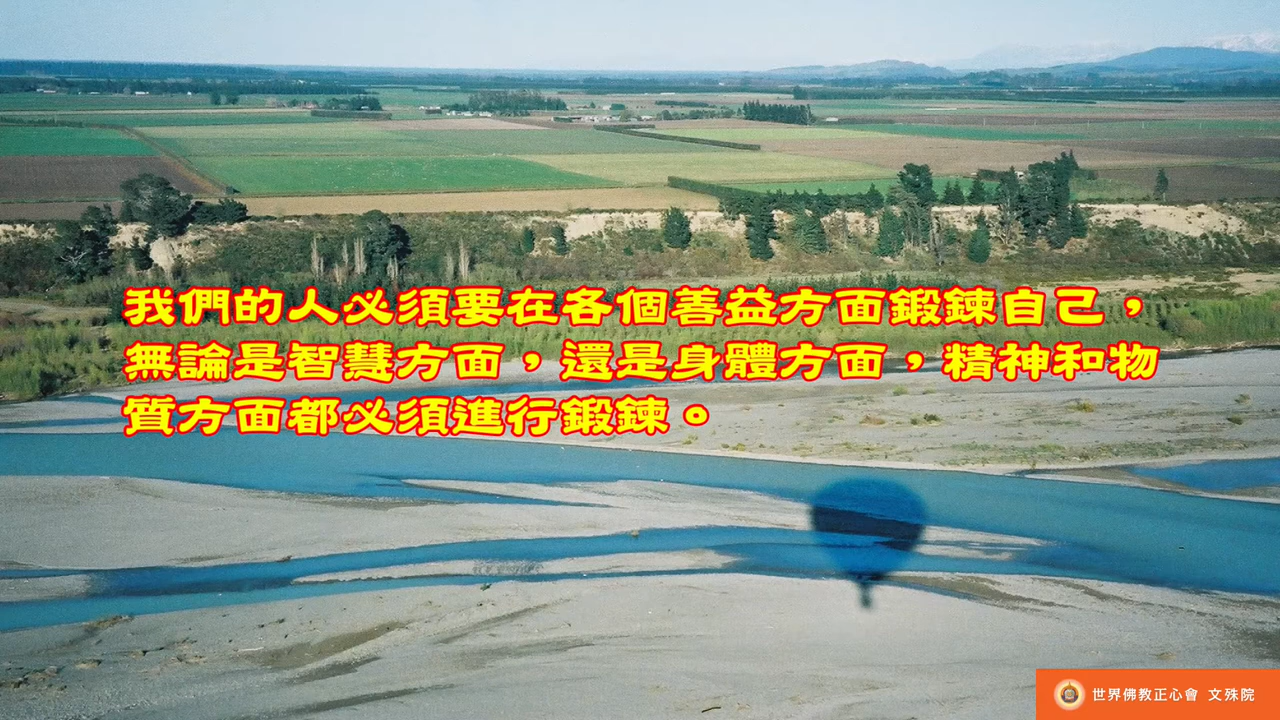 我們的人必須要在各個善益方面鍛鍊自己，
無論是智慧方面，還是身體方面，精神和物
質方面都必須進行鍛鍊。
世界佛教正心會 文殊院